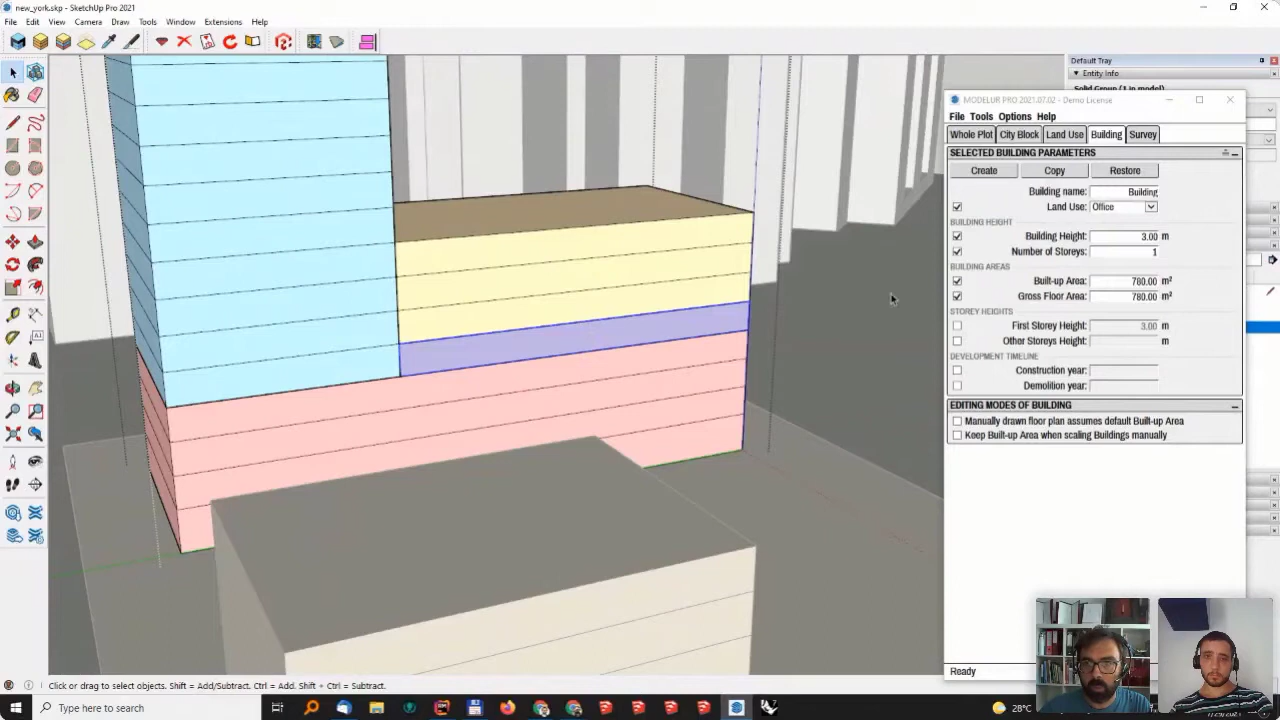 new_york.skp - SketchUp Pro 2021
File Edit View Camera Draw Tools Window Extensions Help
Default Tray
Entity Info
Solid Group (1 in model)
MODELUR PRO 2021.07.02 - Demo License
File Tools Options Help
Whole Plot City Block Land Use Building Survey
SELECTED BUILDING PARAMETERS
Create Copy Restore
Building name: Building
Land Use: Office
BUILDING HEIGHT
Building Height: 3.00 m
Number of Storeys: 1
BUILDING AREAS
Built-up Area: 780.00 m²
Gross Floor Area: 780.00 m²
STOREY HEIGHTS
First Storey Height: 3.00 m
Other Storeys Height: m
DEVELOPMENT TIMELINE
Construction year:
Demolition year:
EDITING MODES OF BUILDING
Manually drawn floor plan assumes default Built-up Area
Keep Built-up Area when scaling Buildings manually
Ready
Click or drag to select objects. Shift = Add/Subtract. Ctrl = Add. Shift + Ctrl = Subtract.
Type here to search
28°C